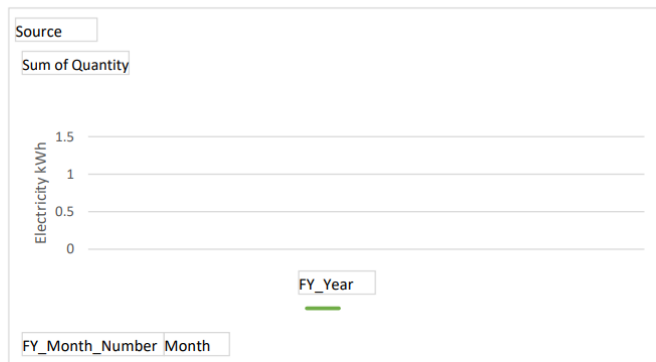 Source
Sum of Quantity
Electricity kWh
1.5
1
0.5
0
FY_Year
FY_Month_Number Month